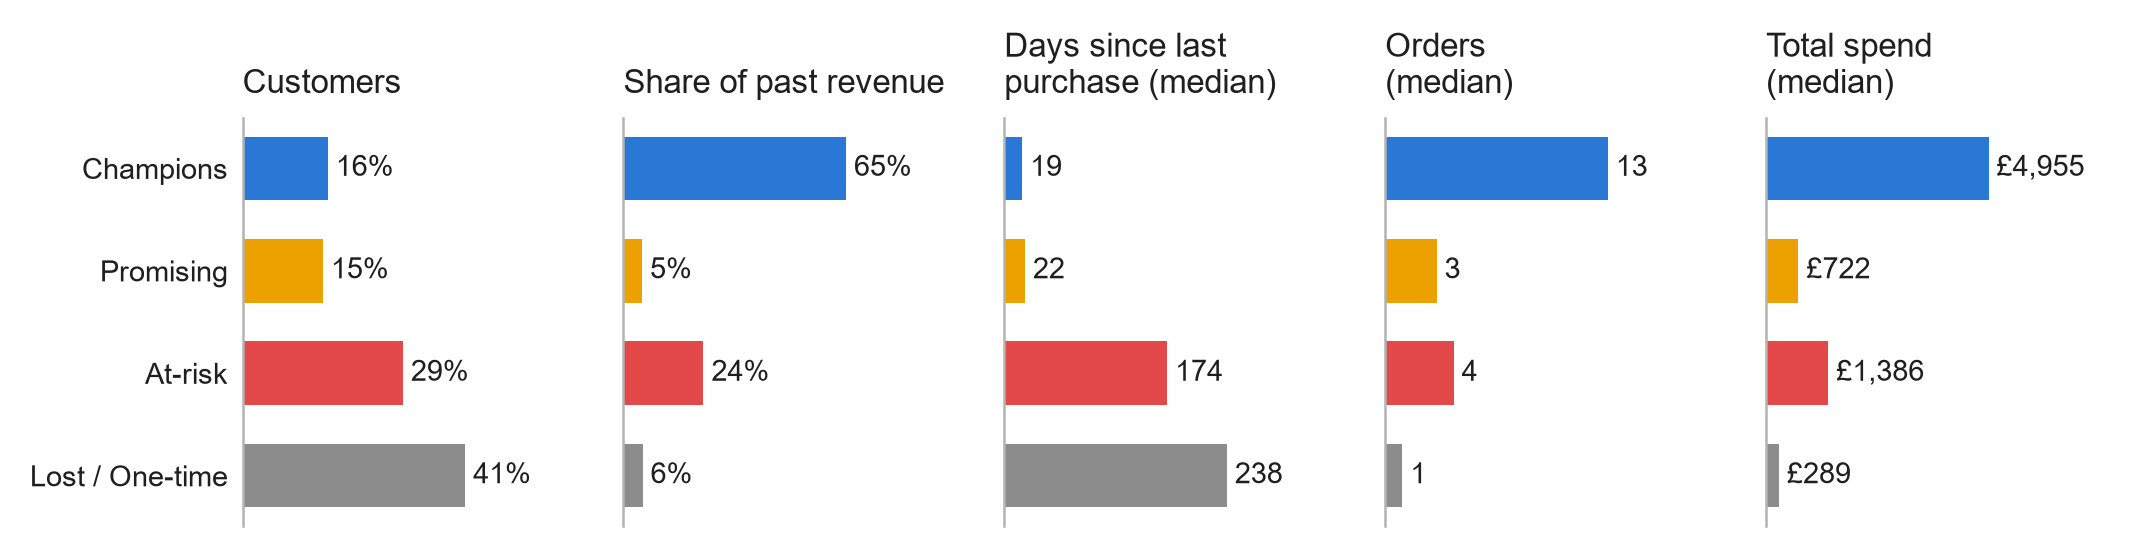 Customers
Share of past revenue
Days since last
purchase (median)
Orders
(median)
Total spend
(median)
Champions 16% 65% 19 13 £4,955
Promising 15% 5% 22 3 £722
At-risk 29% 24% 174 4 £1,386
Lost / One-time 41% 6% 238 1 £289